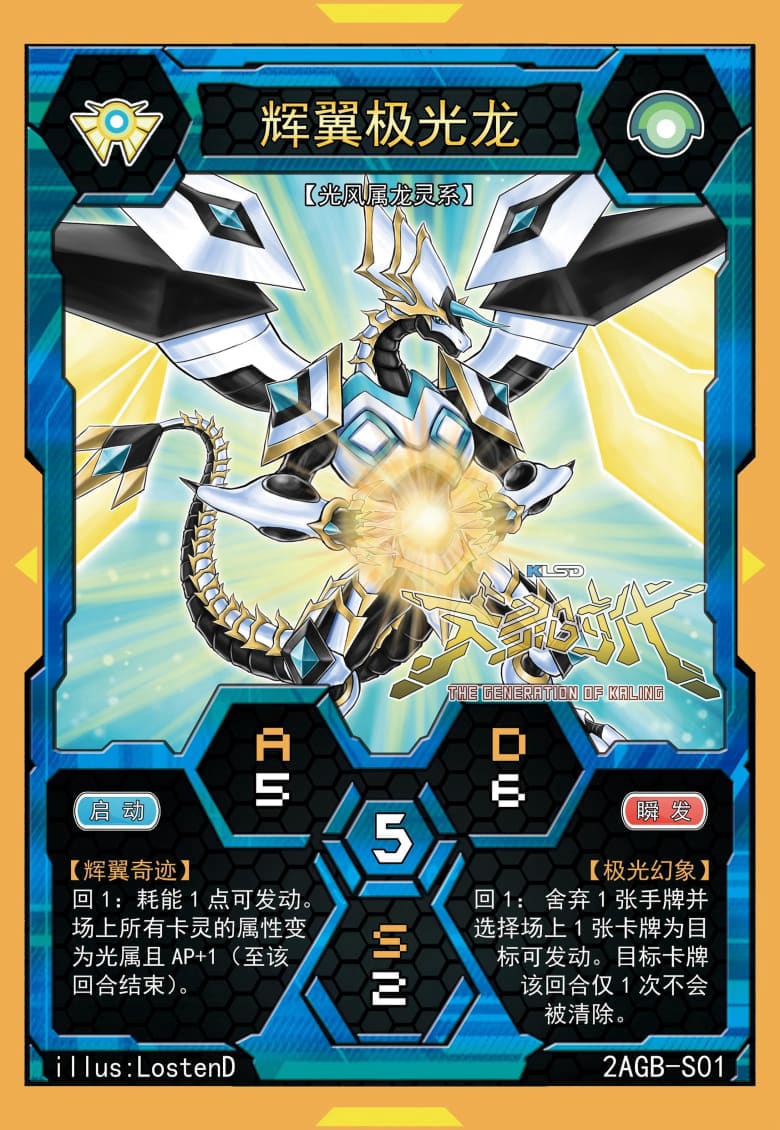 辉翼极光龙
【光风属龙灵系】
KLSD
卡灵时代
THE GENERATION OF KALING
A
5
D
6
5
S
2
启动
【辉翼奇迹】
回1：耗能1点可发动。
场上所有卡灵的属性变
为光属且AP+1（至该
回合结束）。
瞬发
【极光幻象】
回1：舍弃1张手牌并
选择场上1张卡牌为目
标可发动。目标卡牌
该回合仅1次不会
被清除。
illus:LostenD
2AGB-S01